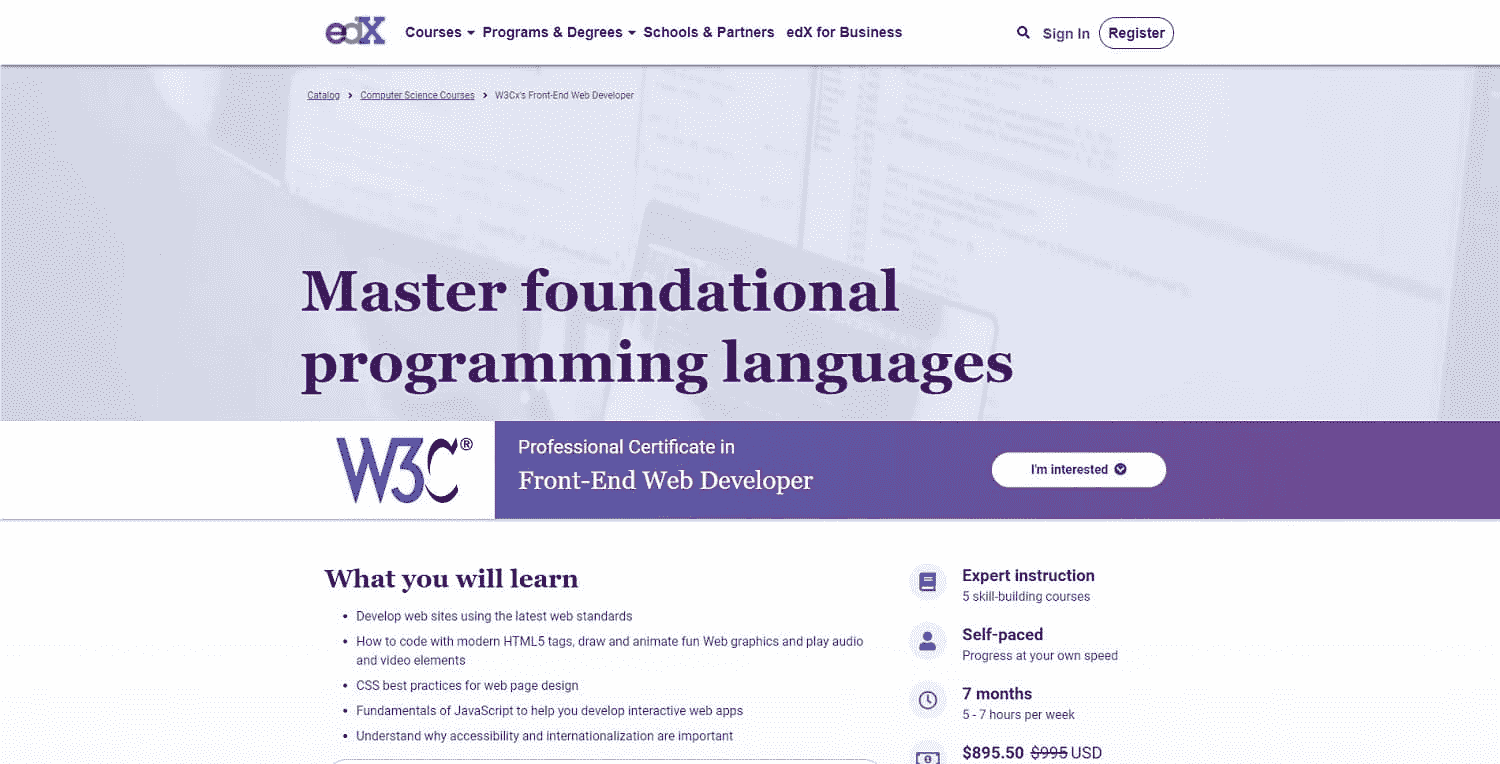 edX Courses Programs & Degrees Schools & Partners edX for Business Sign In Register
Catalog Computer Science Courses W3Cx's Front-End Web Developer
Master foundational
programming languages
W3C®
Professional Certificate in
Front-End Web Developer
I'm interested
What you will learn
• Develop web sites using the latest web standards
• How to code with modern HTML5 tags, draw and animate fun Web graphics and play audio
and video elements
• CSS best practices for web page design
• Fundamentals of JavaScript to help you develop interactive web apps
• Understand why accessibility and internationalization are important
Expert instruction
5 skill-building courses
Self-paced
Progress at your own speed
7 months
5 - 7 hours per week
$895.50 $995 USD